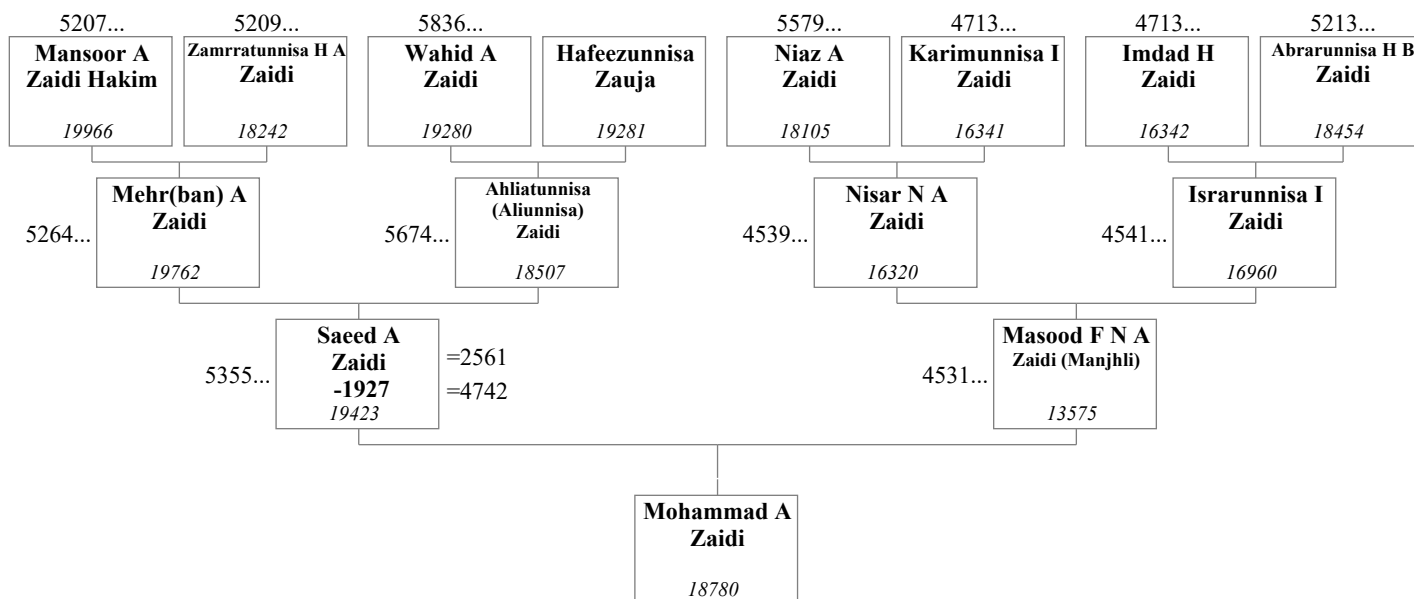 5207...
5209...
5836...
5579...
4713...
4713...
5213...
Mansoor A
Zaidi Hakim
19966
Zamrratunnisa H A
Zaidi
18242
Wahid A
Zaidi
19280
Hafeezunnisa
Zauja
19281
Niaz A
Zaidi
18105
Karimunnisa I
Zaidi
16341
Imdad H
Zaidi
16342
Abrarunnisa H B
Zaidi
18454
5264...
Mehr(ban) A
Zaidi
19762
5674...
Ahliatunnisa
(Aliunnisa)
Zaidi
18507
4539...
Nisar N A
Zaidi
16320
4541...
Israrunnisa I
Zaidi
16960
5355...
Saeed A
Zaidi
-1927
19423
=2561
=4742
4531...
Masood F N A
Zaidi (Manjhli)
13575
Mohammad A
Zaidi
18780